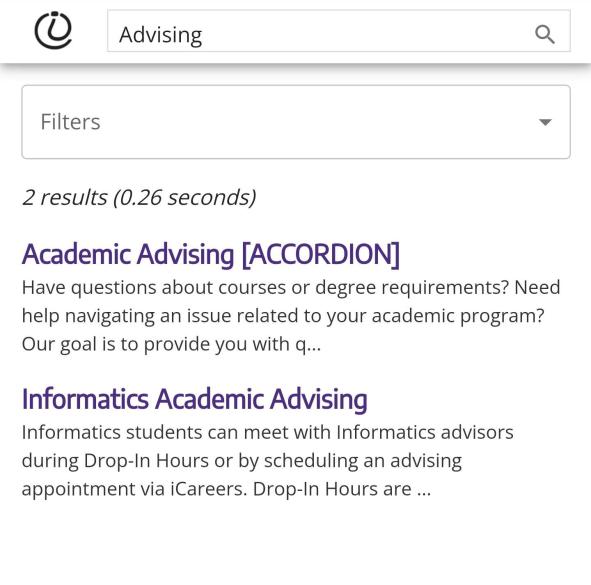 Advising
Filters
2 results (0.26 seconds)
Academic Advising [ACCORDION]
Have questions about courses or degree requirements? Need
help navigating an issue related to your academic program?
Our goal is to provide you with q...
Informatics Academic Advising
Informatics students can meet with Informatics advisors
during Drop-In Hours or by scheduling an advising
appointment via iCareers. Drop-In Hours are ...